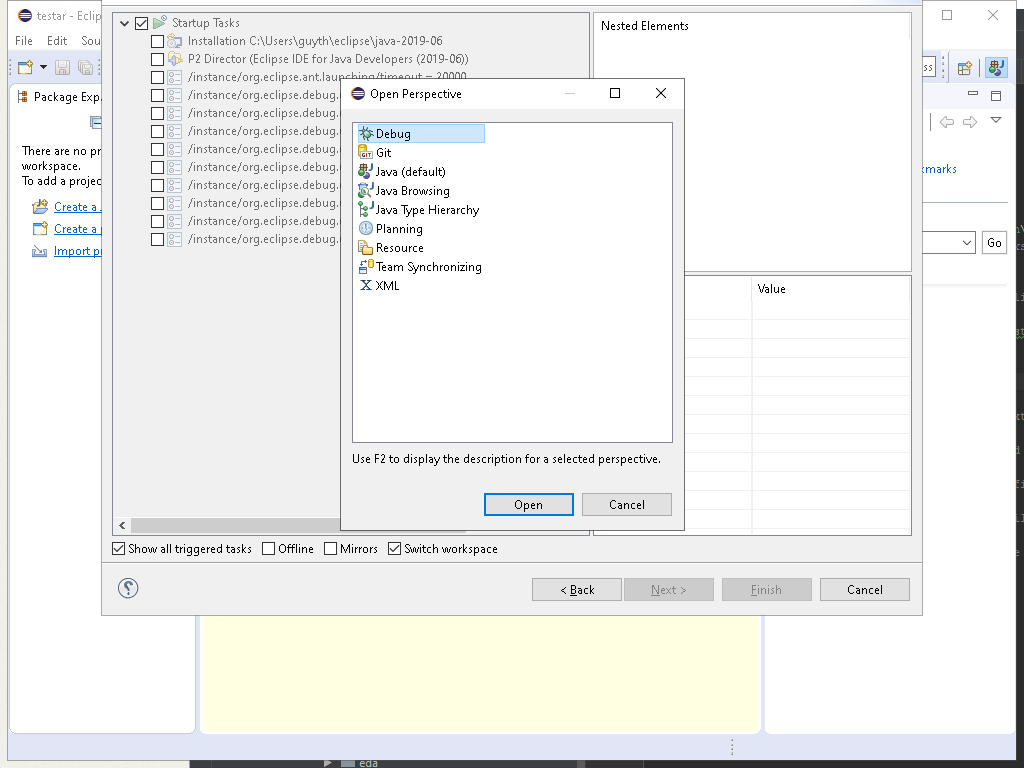 testar - Eclip
File Edit Sou
Package Exp
There are no pr
workspace.
To add a projec
Create a
Create a
Import p
Startup Tasks
Installation C:\Users\guyth\eclipse\java-2019-06
P2 Director (Eclipse IDE for Java Developers (2019-06))
/instance/org.eclipse.ant.launching/timeout = 20000
/instance/org.eclipse.debug.
/instance/org.eclipse.debug.
/instance/org.eclipse.debug.
/instance/org.eclipse.debug.
/instance/org.eclipse.debug.
/instance/org.eclipse.debug.
/instance/org.eclipse.debug.
/instance/org.eclipse.debug.
/instance/org.eclipse.debug.
Nested Elements
Value
Open Perspective
Debug
Git
Java (default)
Java Browsing
Java Type Hierarchy
Planning
Resource
Team Synchronizing
XML
Use F2 to display the description for a selected perspective.
Open Cancel
Show all triggered tasks Offline Mirrors Switch workspace
< Back Next > Finish Cancel
ss
kmarks
Go
eda